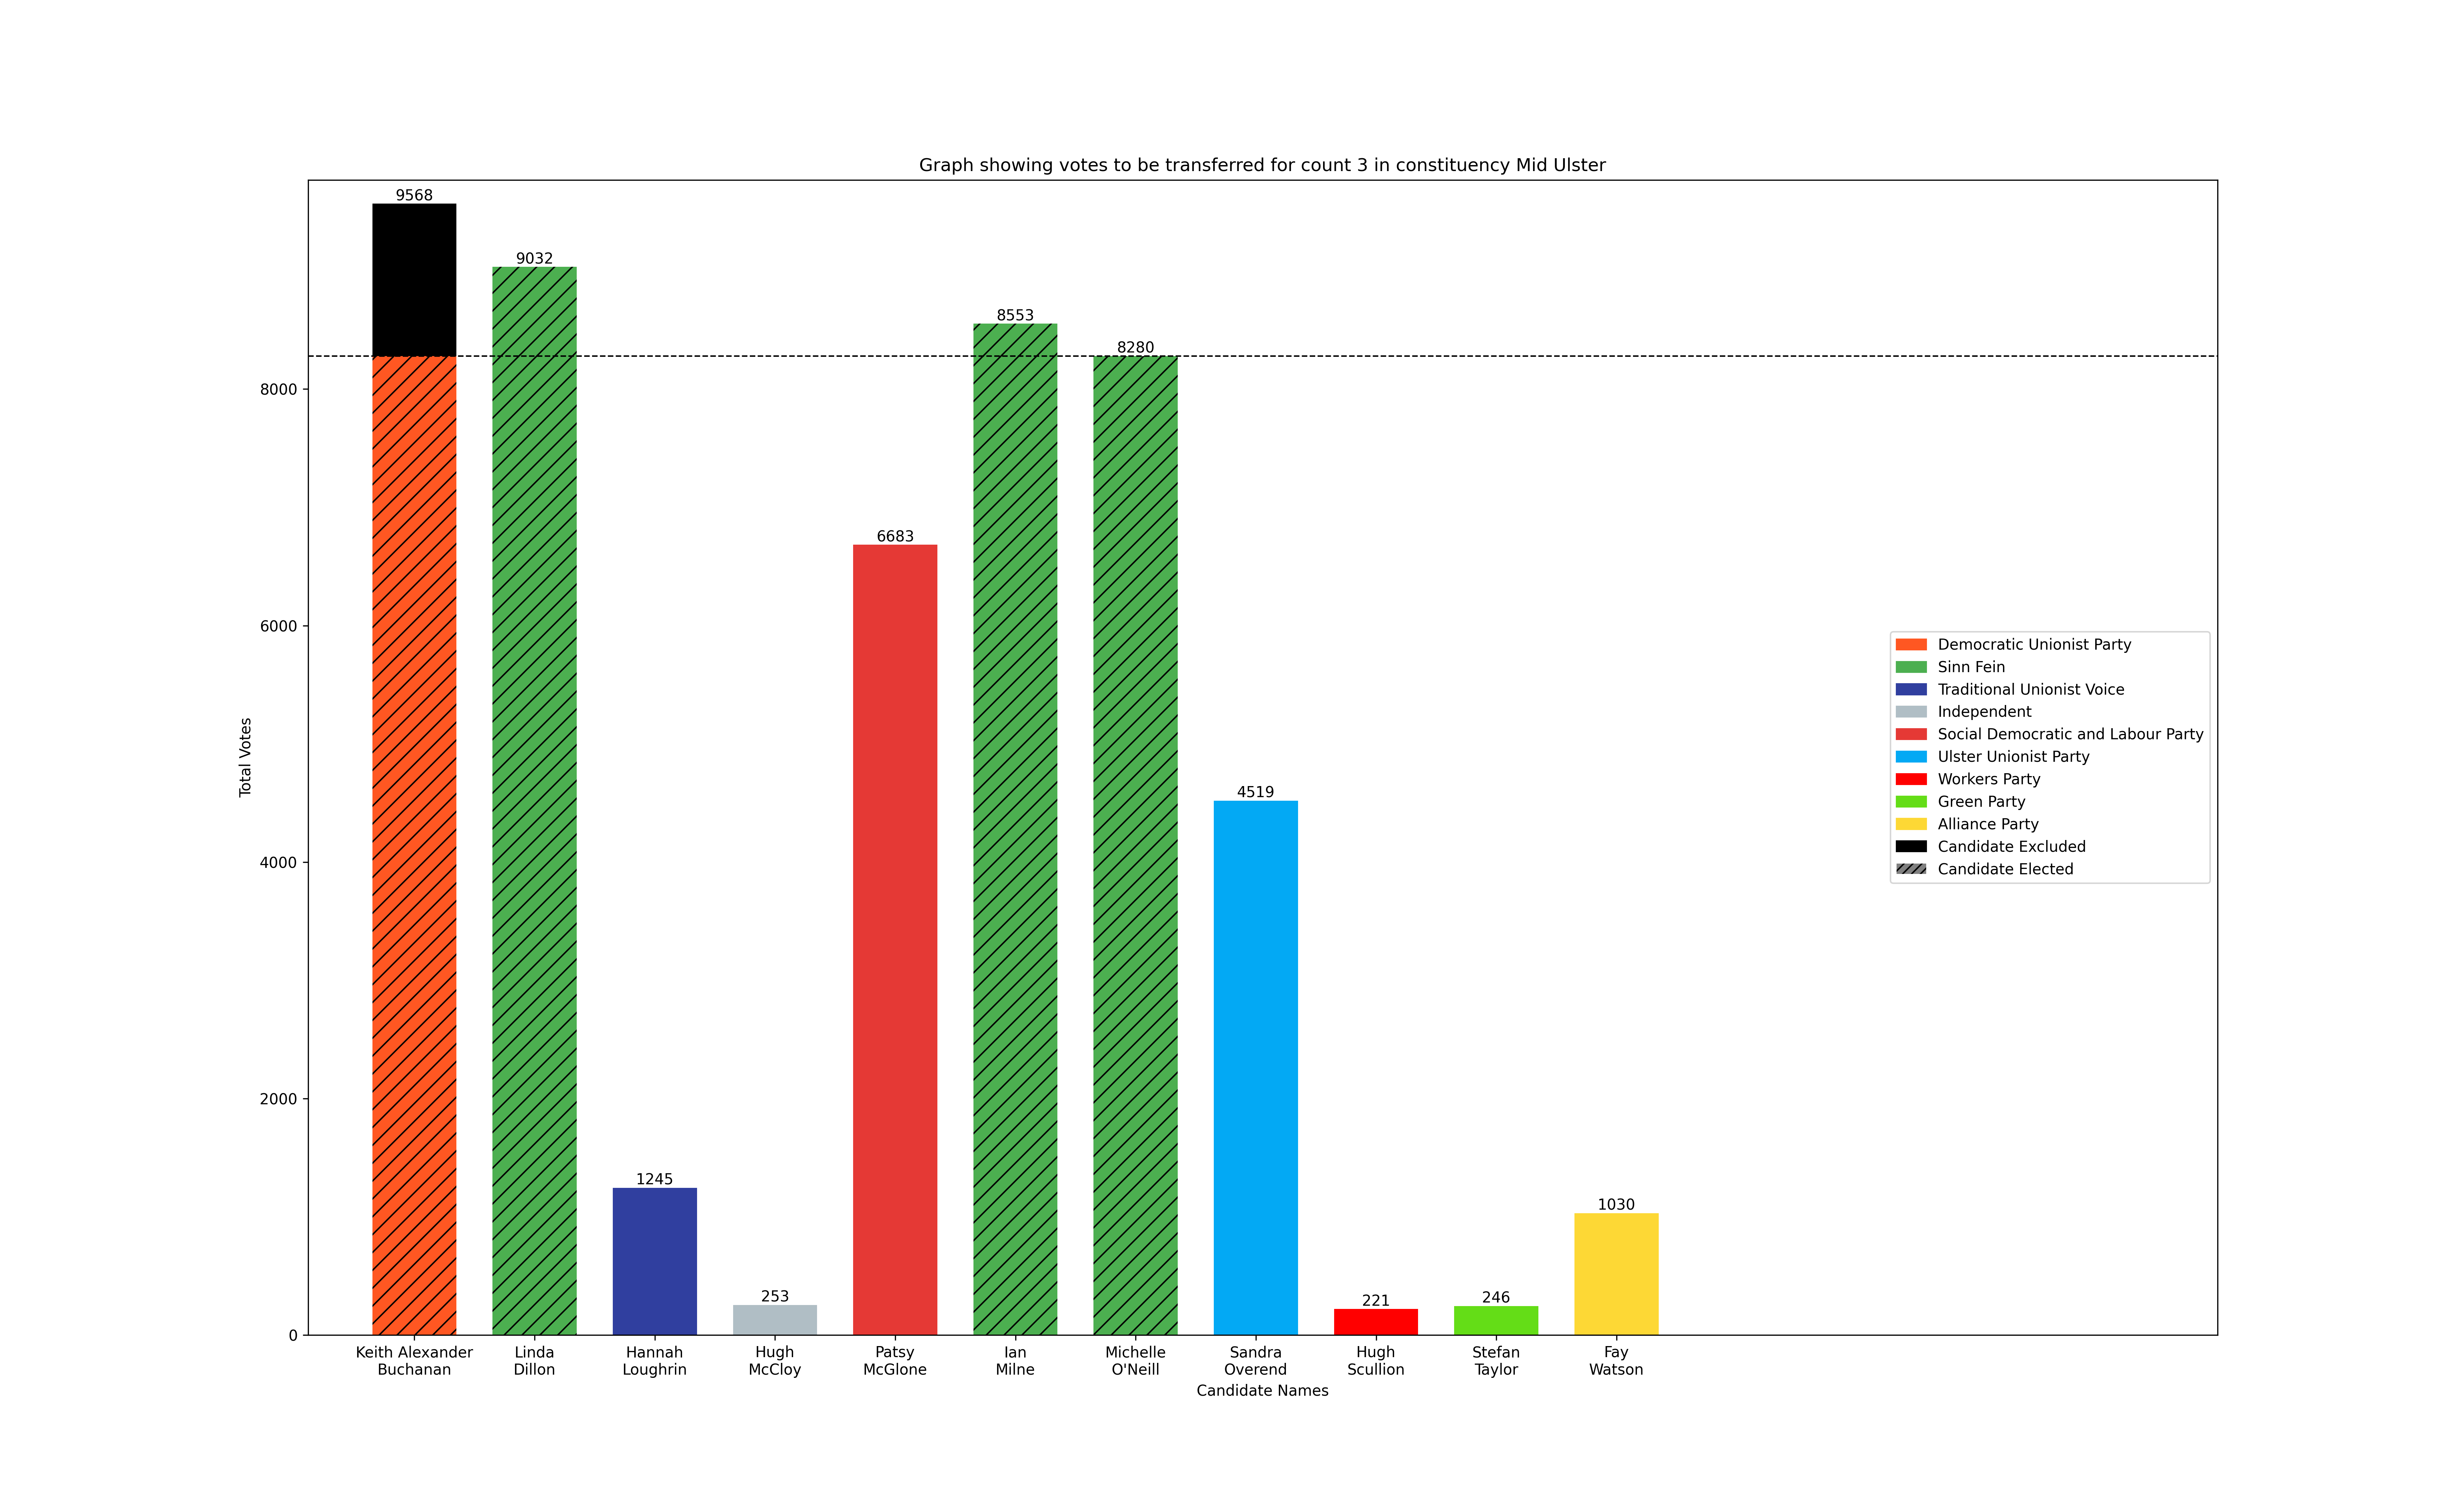 Graph showing votes to be transferred for count 3 in constituency Mid Ulster
9568
9032
8553
8280
6683
4519
1245
253
221
246
1030
Total Votes
8000
6000
4000
2000
0
Democratic Unionist Party
Sinn Fein
Traditional Unionist Voice
Independent
Social Democratic and Labour Party
Ulster Unionist Party
Workers Party
Green Party
Alliance Party
Candidate Excluded
Candidate Elected
Keith Alexander
Buchanan
Linda
Dillon
Hannah
Loughrin
Hugh
McCloy
Patsy
McGlone
Ian
Milne
Michelle
O'Neill
Sandra
Overend
Hugh
Scullion
Stefan
Taylor
Fay
Watson
Candidate Names